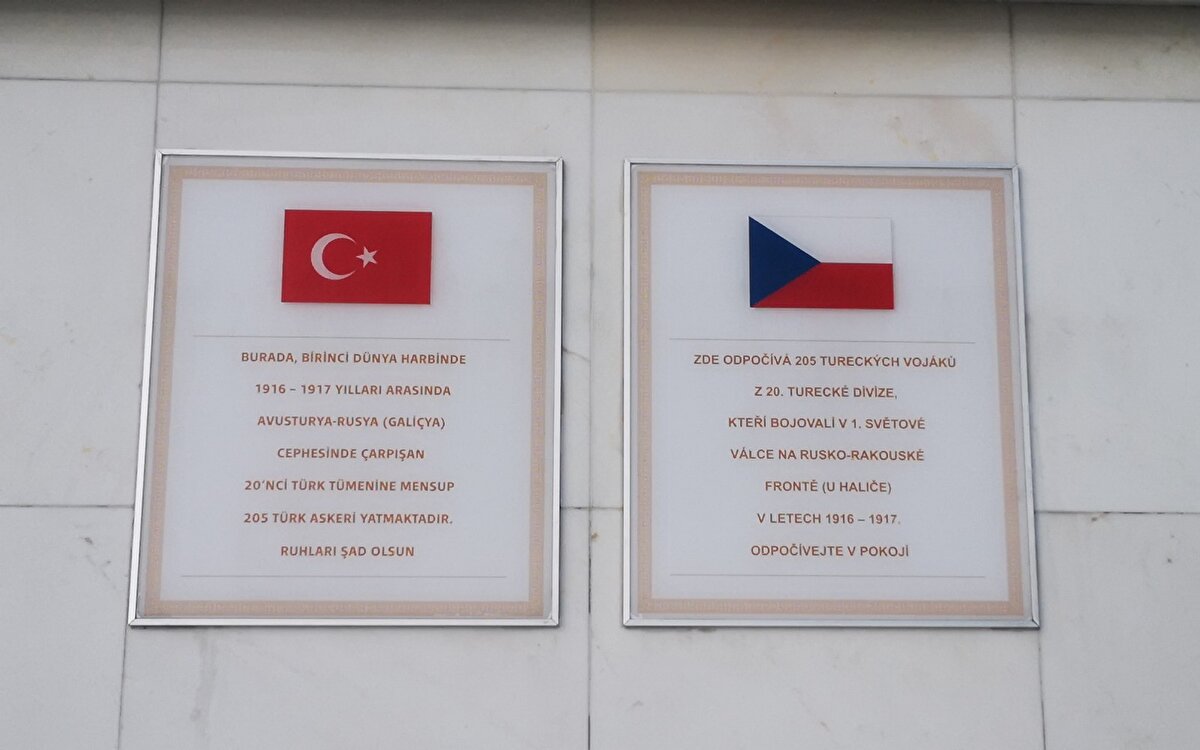 BURADA, BİRİNCİ DÜNYA HARBİNDE
1916 – 1917 YILLARI ARASINDA
AVUSTURYA-RUSYA (GALİÇYA)
CEPHESİNDE ÇARPIŞAN
20'NCİ TÜRK TÜMENİNE MENSUP
205 TÜRK ASKERİ YATMAKTADIR.
RUHLARI ŞAD OLSUN
ZDE ODPOČÍVÁ 205 TURECKÝCH VOJÁKŮ
Z 20. TURECKÉ DIVÍZE,
KTEŘÍ BOJOVALI V 1. SVĚTOVÉ
VÁLCE NA RUSKO-RAKOUSKÉ
FRONTĚ (U HALIČE)
V LETECH 1916 – 1917.
ODPOČÍVEJTE V POKOJÍ